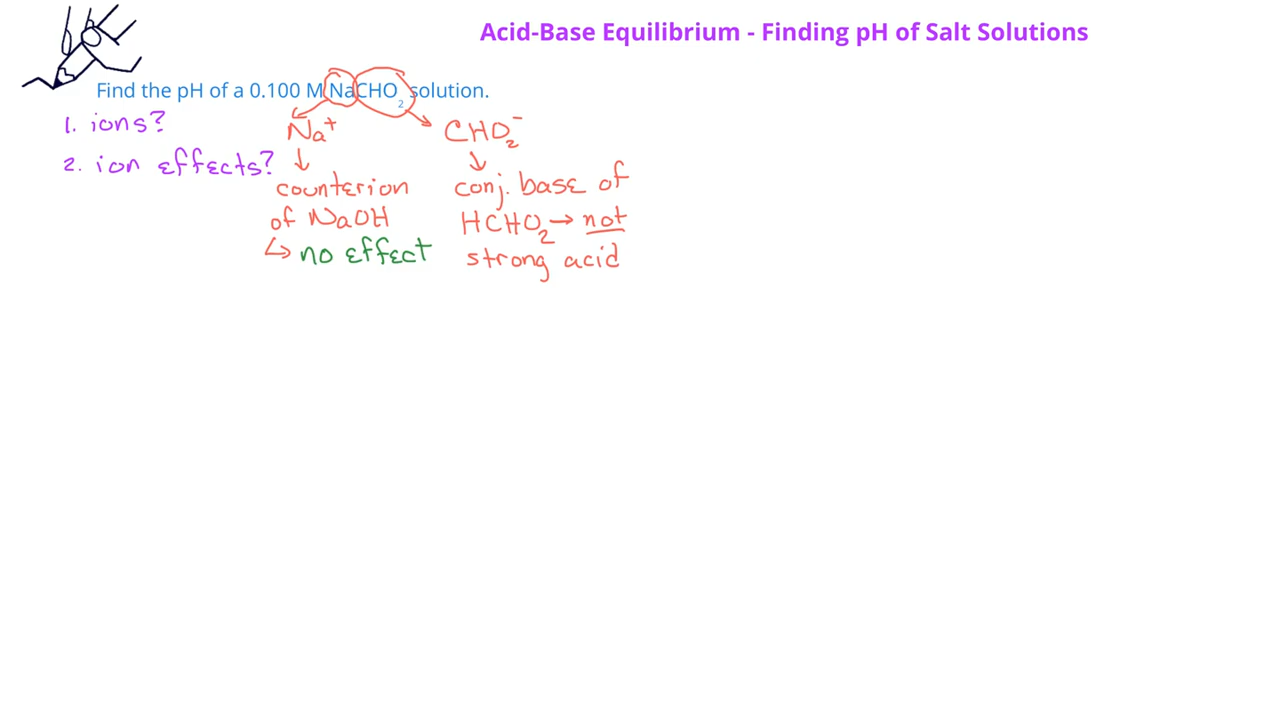 Acid-Base Equilibrium - Finding pH of Salt Solutions
Find the pH of a 0.100 M NaCHO₂ solution.
1. ions?
Na⁺
CHO₂⁻
2. ion effects?
counterion
of NaOH
↳ no effect
conj. base of
HCHO₂ → not
strong acid